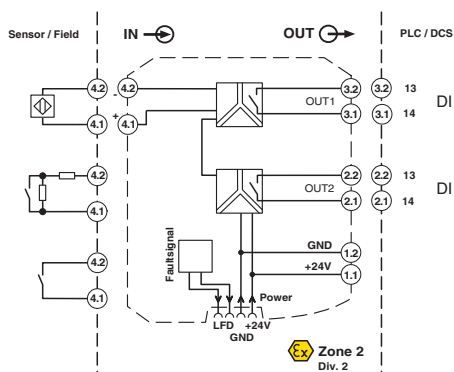 Sensor / Field IN OUT PLC / DCS
4.2 4.2 - 3.2 3.2 13
OUT1 DI
4.1 + 4.1 3.1 3.1 14
4.2 2.2 2.2 13
OUT2 DI
4.1 2.1 2.1 14
Faultsignal
4.2 GND 1.2
+24V 1.1
4.1 Power
LFD +24V
GND
Ex Zone 2
Div. 2